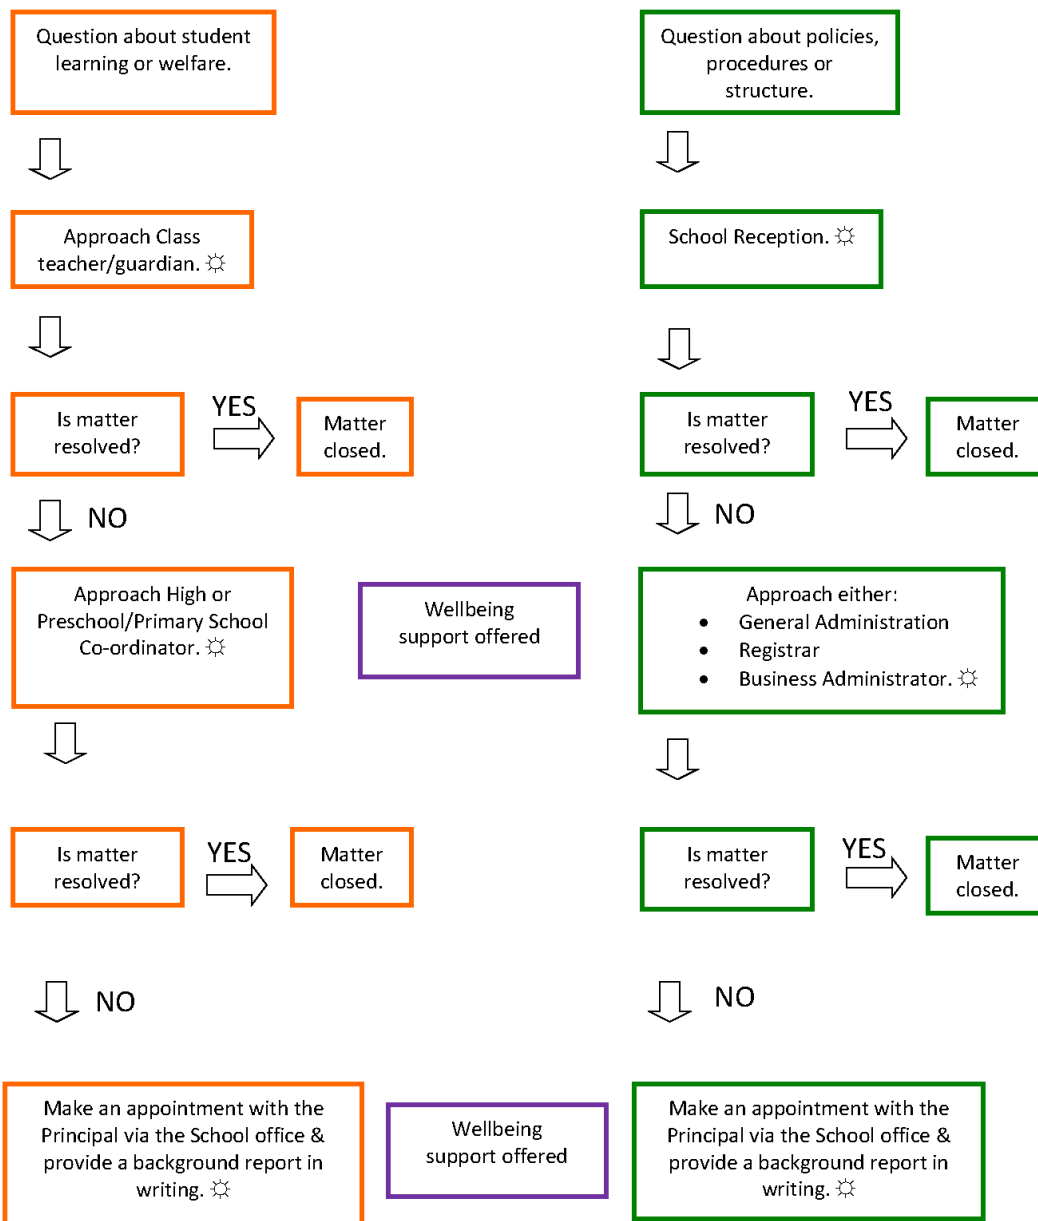 Question about student
learning or welfare.
Question about policies,
procedures or
structure.
Approach Class
teacher/guardian. ☼
School Reception. ☼
Is matter
resolved?
YES
Matter
closed.
Is matter
resolved?
YES
Matter
closed.
NO
NO
Approach High or
Preschool/Primary School
Co-ordinator. ☼
Wellbeing
support offered
Approach either:
• General Administration
• Registrar
• Business Administrator. ☼
Is matter
resolved?
YES
Matter
closed.
Is matter
resolved?
YES
Matter
closed.
NO
NO
Make an appointment with the
Principal via the School office &
provide a background report in
writing. ☼
Wellbeing
support offered
Make an appointment with the
Principal via the School office &
provide a background report in
writing. ☼